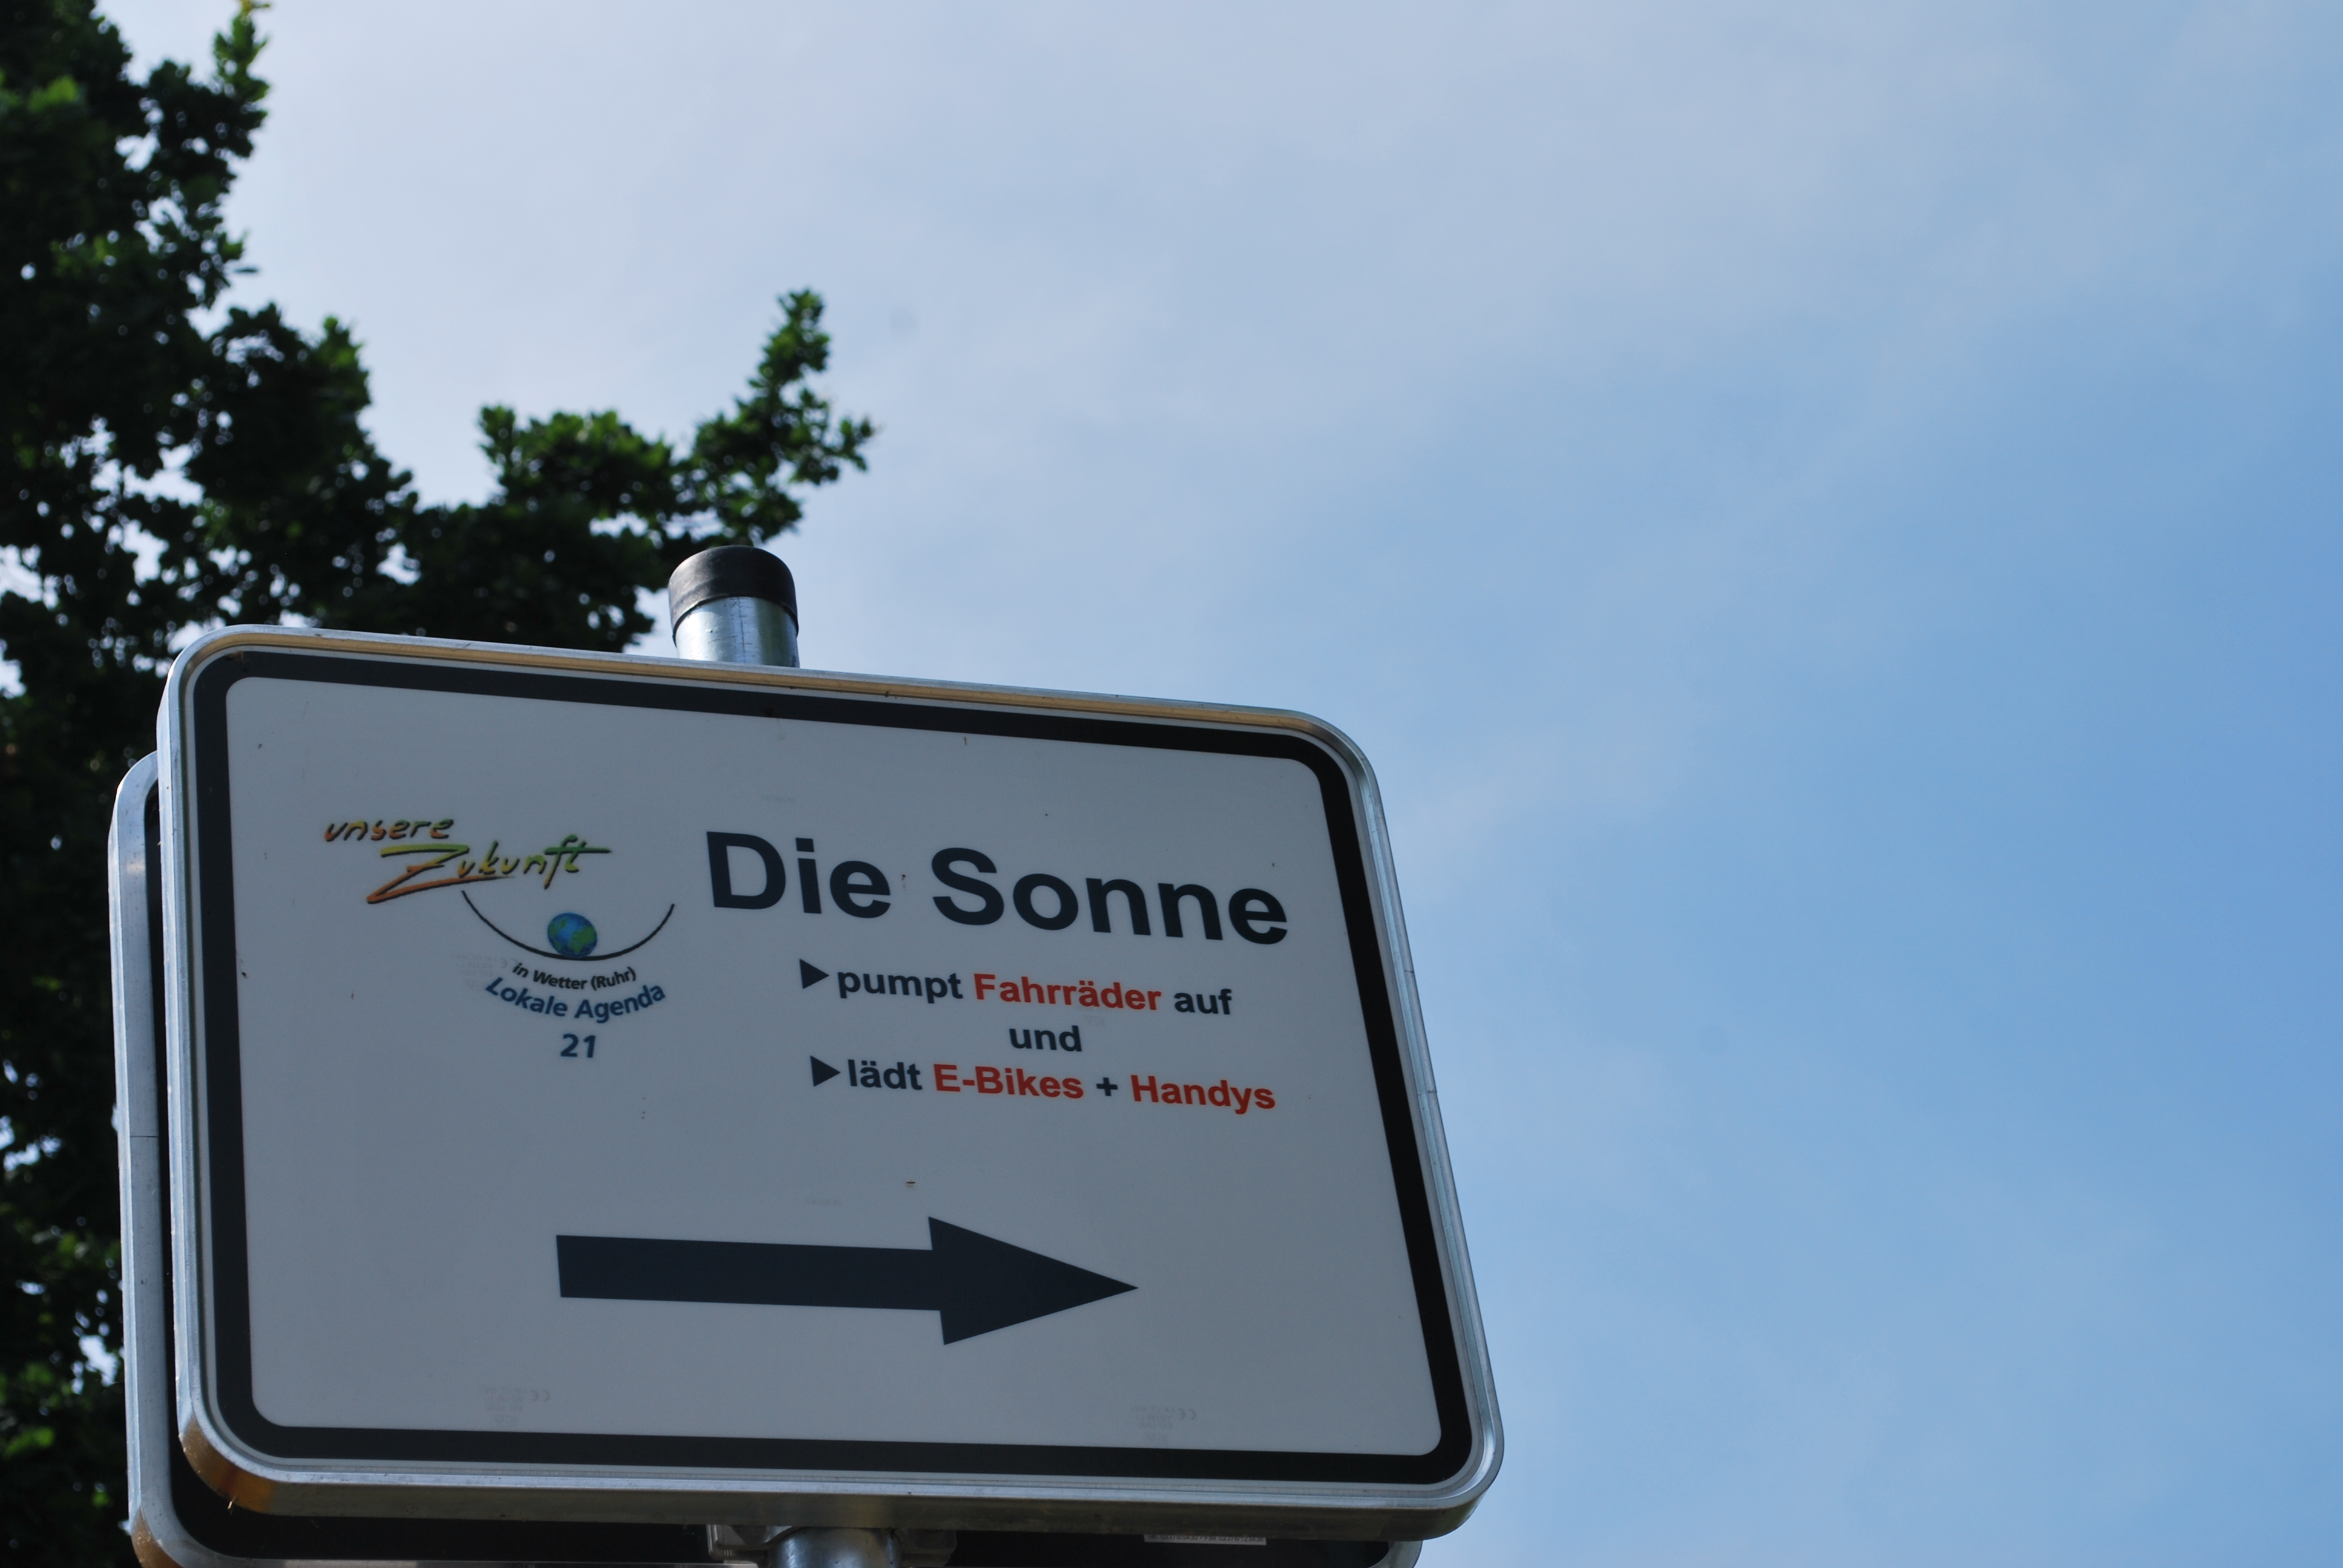 unsere
Zukunft
in Wetter (Ruhr)
Lokale Agenda
21
Die Sonne
▶pumpt Fahrräder auf
und
▶lädt E-Bikes + Handys